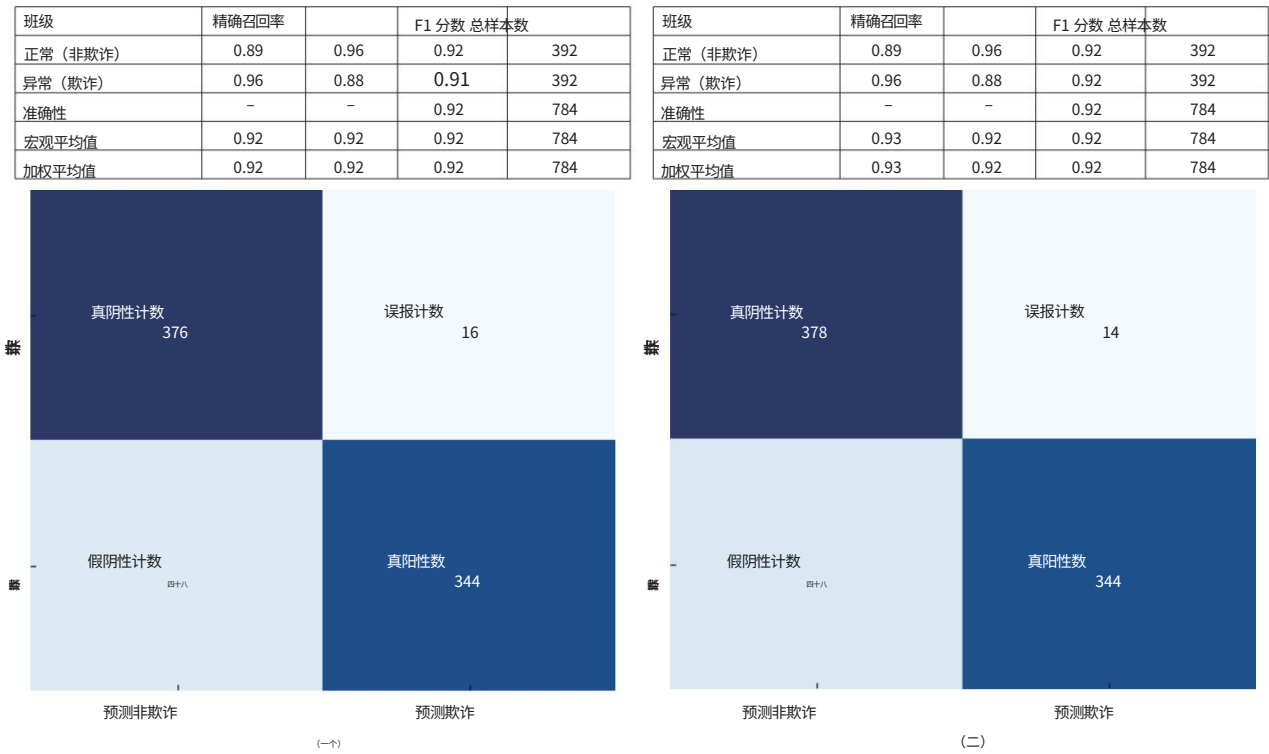 班级 精确召回率 F1 分数 总样本数
正常（非欺诈） 0.89 0.96 0.92 392
异常（欺诈） 0.96 0.88 0.91 392
准确性 – – 0.92 784
宏观平均值 0.92 0.92 0.92 784
加权平均值 0.92 0.92 0.92 784
真阴性计数
376
误报计数
16
假阴性计数
四十八
真阳性数
344
预测非欺诈 预测欺诈
（一个）
班级 精确召回率 F1 分数 总样本数
正常（非欺诈） 0.89 0.96 0.92 392
异常（欺诈） 0.96 0.88 0.92 392
准确性 – – 0.92 784
宏观平均值 0.93 0.92 0.92 784
加权平均值 0.93 0.92 0.92 784
真阴性计数
378
误报计数
14
假阴性计数
四十八
真阳性数
344
预测非欺诈 预测欺诈
（二）